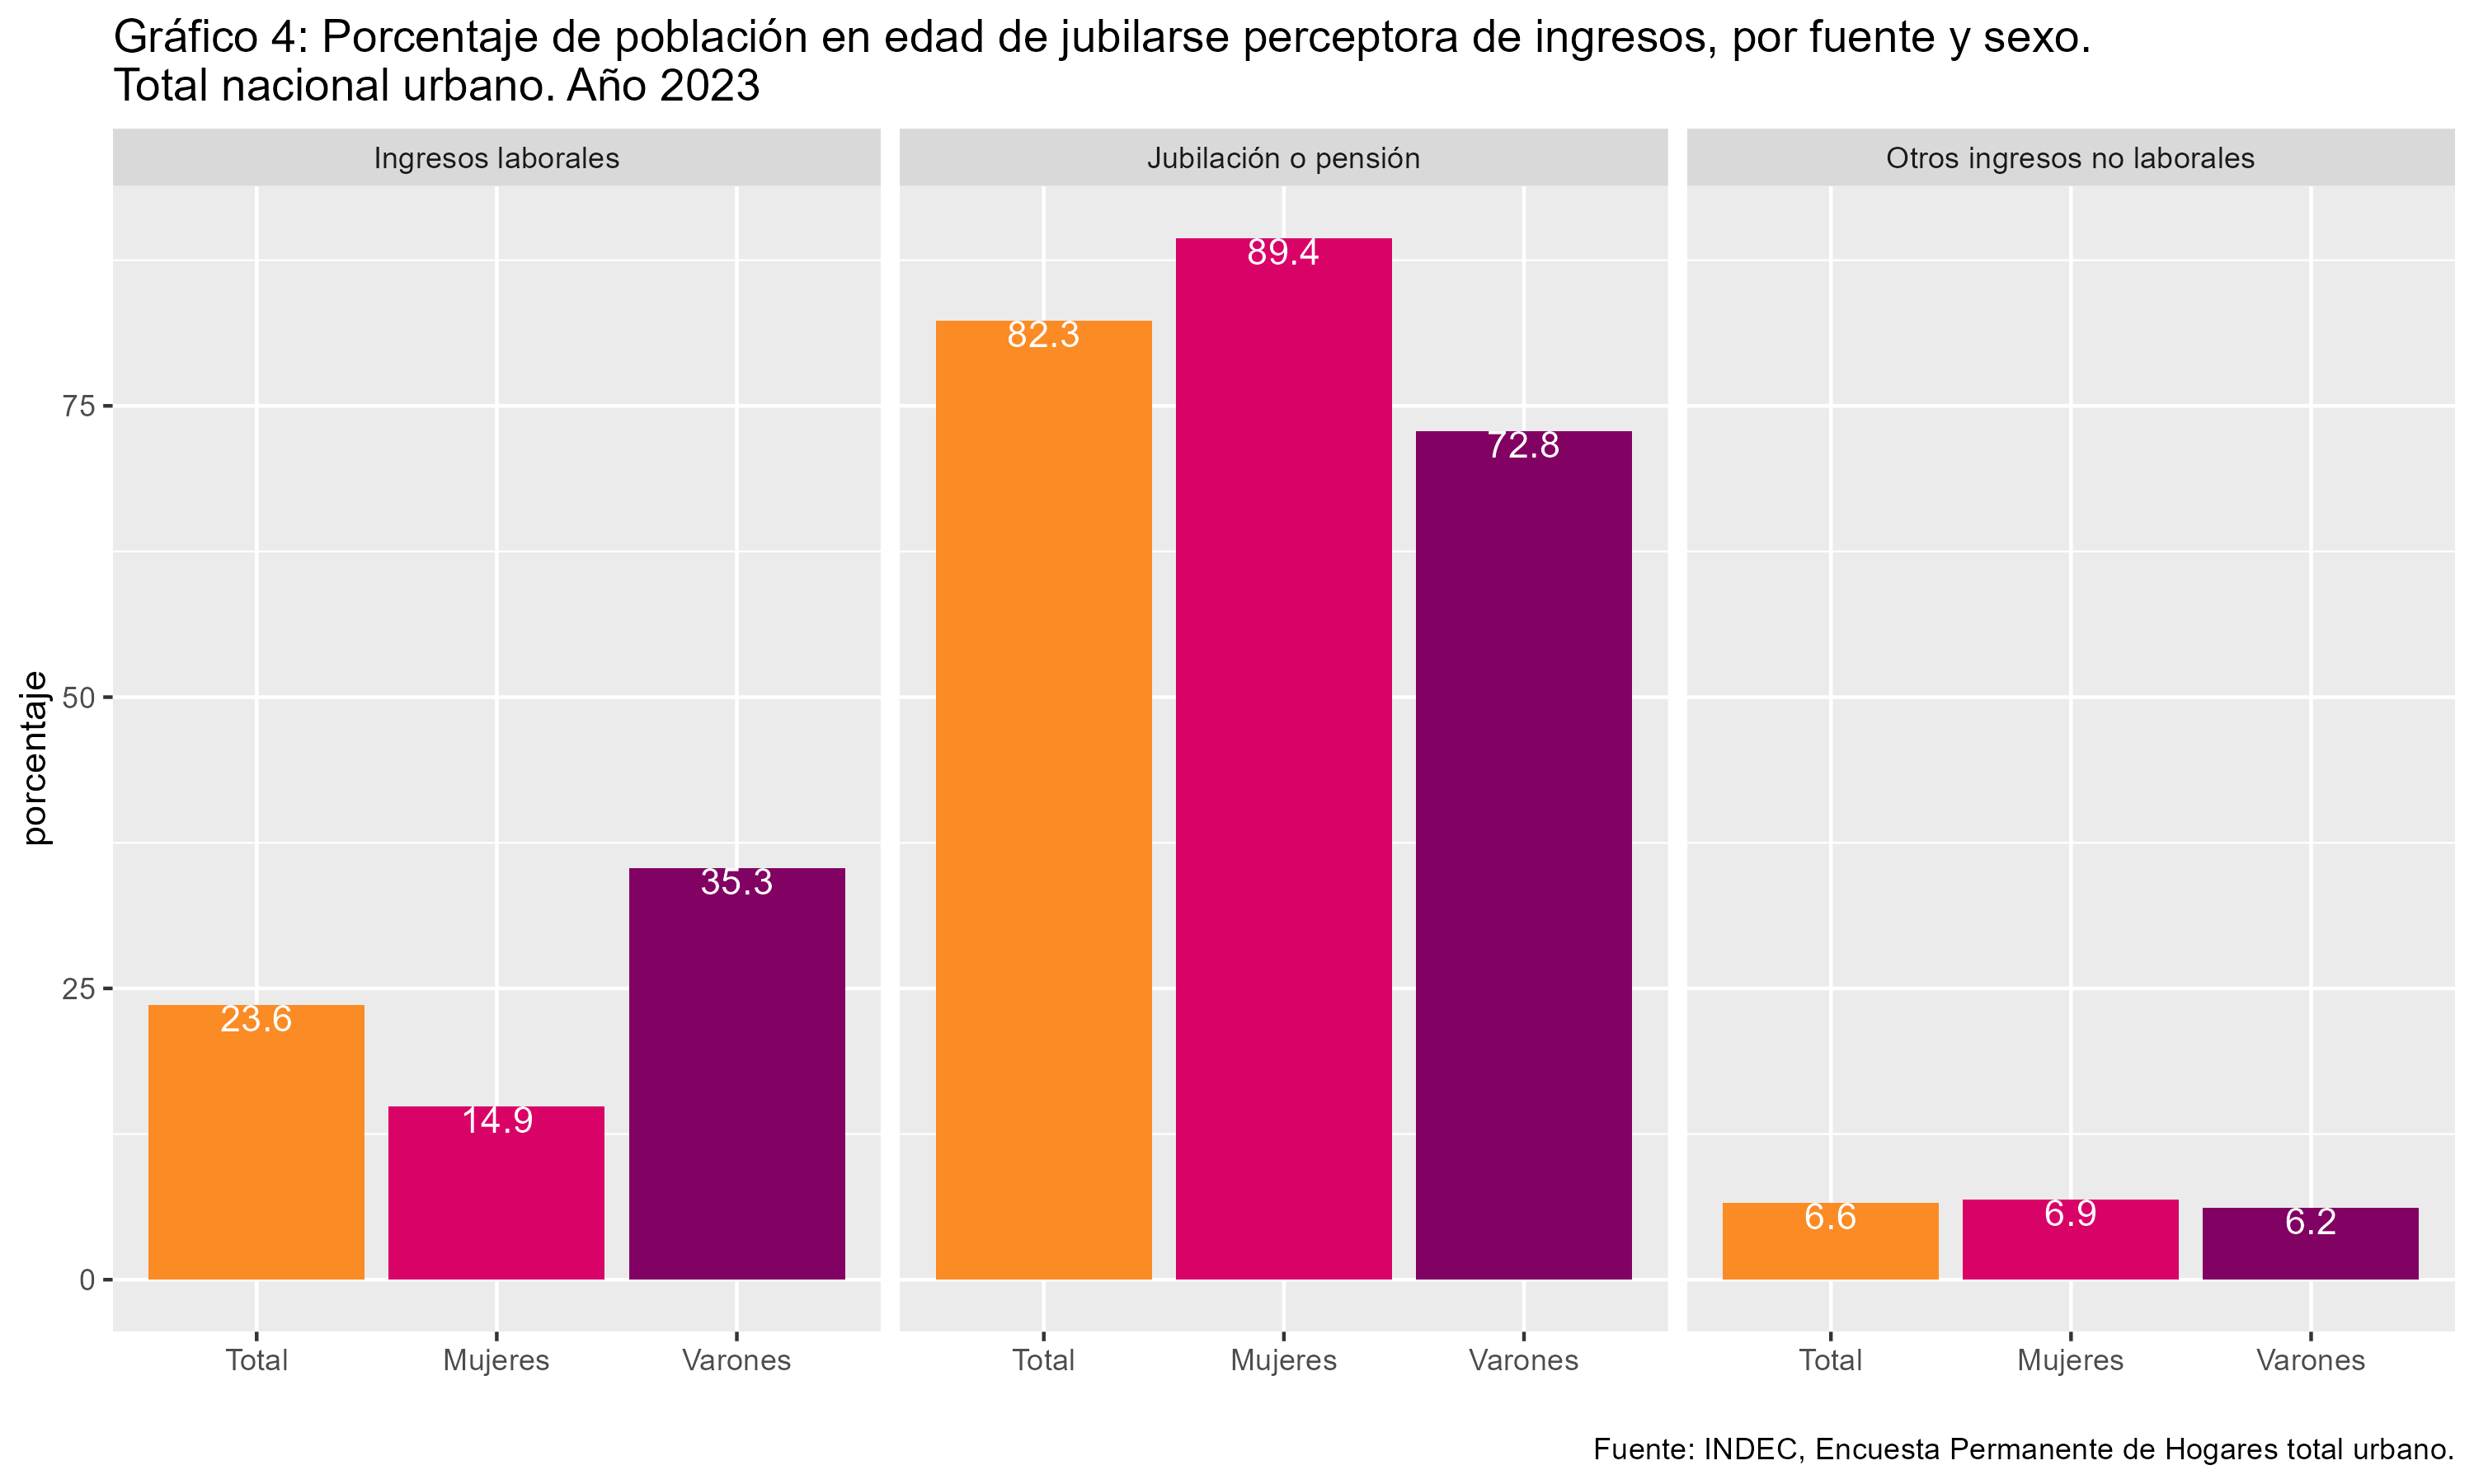 Gráfico 4: Porcentaje de población en edad de jubilarse perceptora de ingresos, por fuente y sexo.
Total nacional urbano. Año 2023
Ingresos laborales
Jubilación o pensión
Otros ingresos no laborales
porcentaje
75
50
25
0
23.6
14.9
35.3
82.3
89.4
72.8
6.6
6.9
6.2
Total
Mujeres
Varones
Total
Mujeres
Varones
Total
Mujeres
Varones
Fuente: INDEC, Encuesta Permanente de Hogares total urbano.